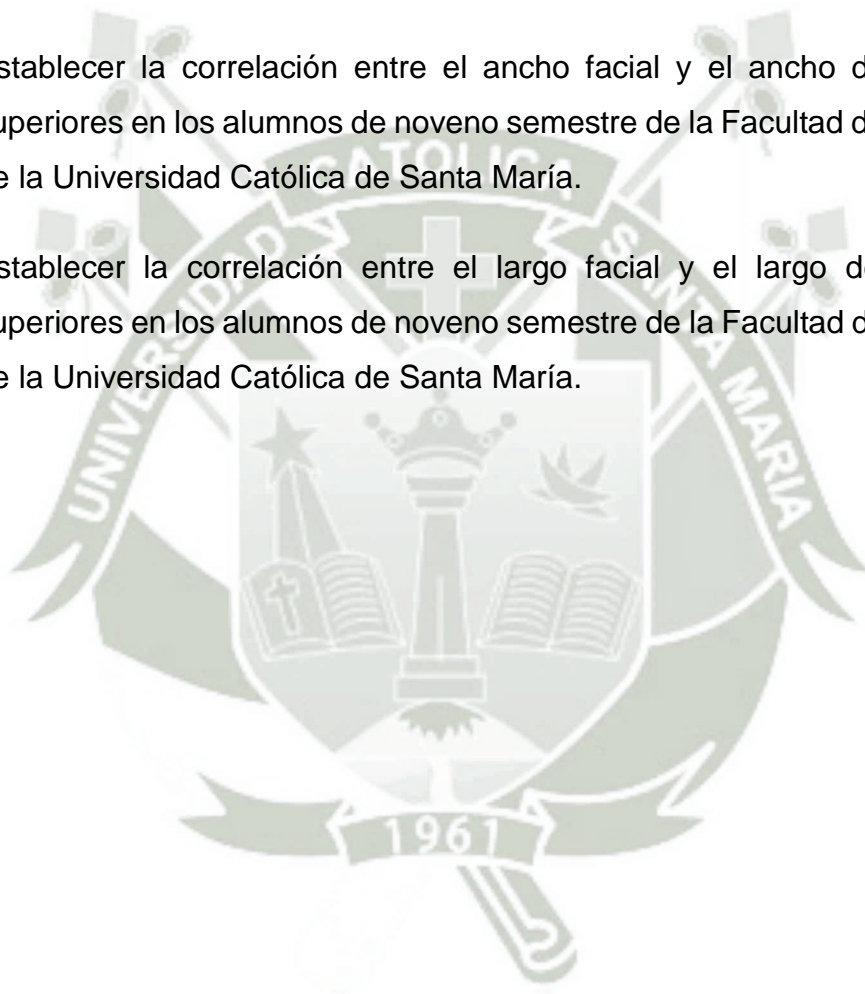 stablecer la correlación entre el ancho facial y el ancho d
uperiores en los alumnos de noveno semestre de la Facultad d
e la Universidad Católica de Santa María.
stablecer la correlación entre el largo facial y el largo d
uperiores en los alumnos de noveno semestre de la Facultad d
e la Universidad Católica de Santa María.
UNIVERSIDAD CATOLICA SANTA MARIA
1961